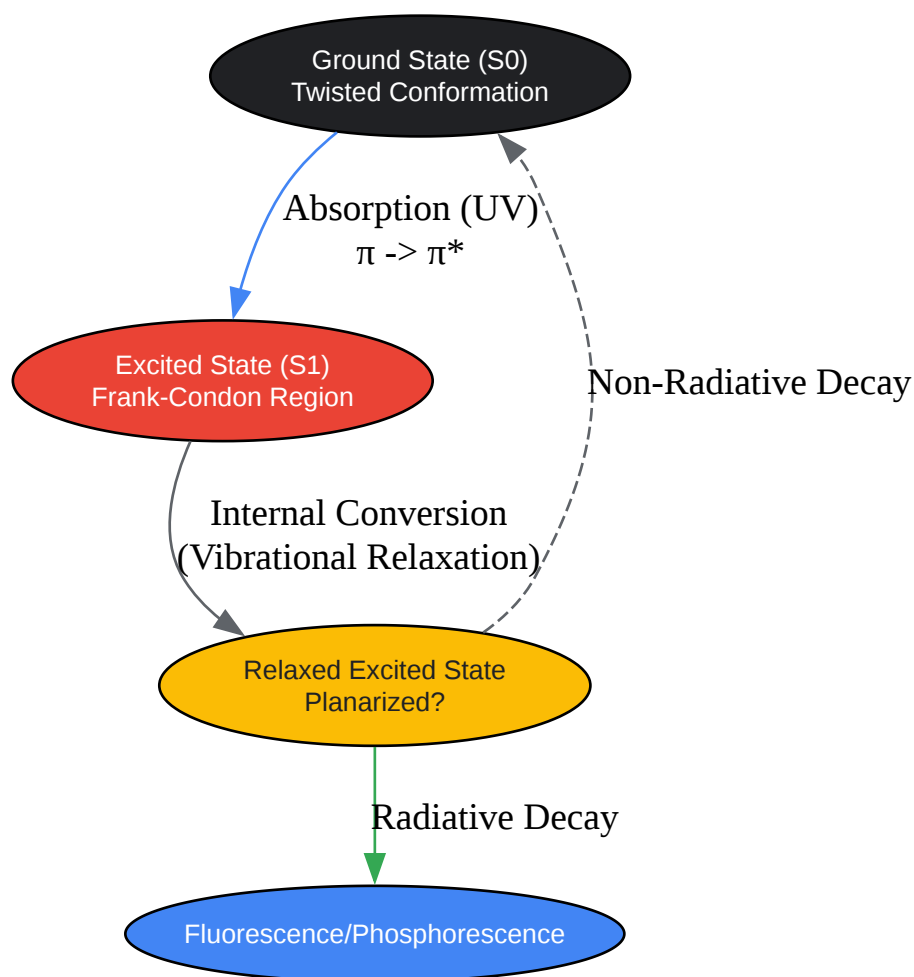 Ground State (S0)
Twisted Conformation
Absorption (UV)
π -> π*
Excited State (S1)
Frank-Condon Region
Non-Radiative Decay
Internal Conversion
(Vibrational Relaxation)
Relaxed Excited State
Planarized?
Radiative Decay
Fluorescence/Phosphorescence